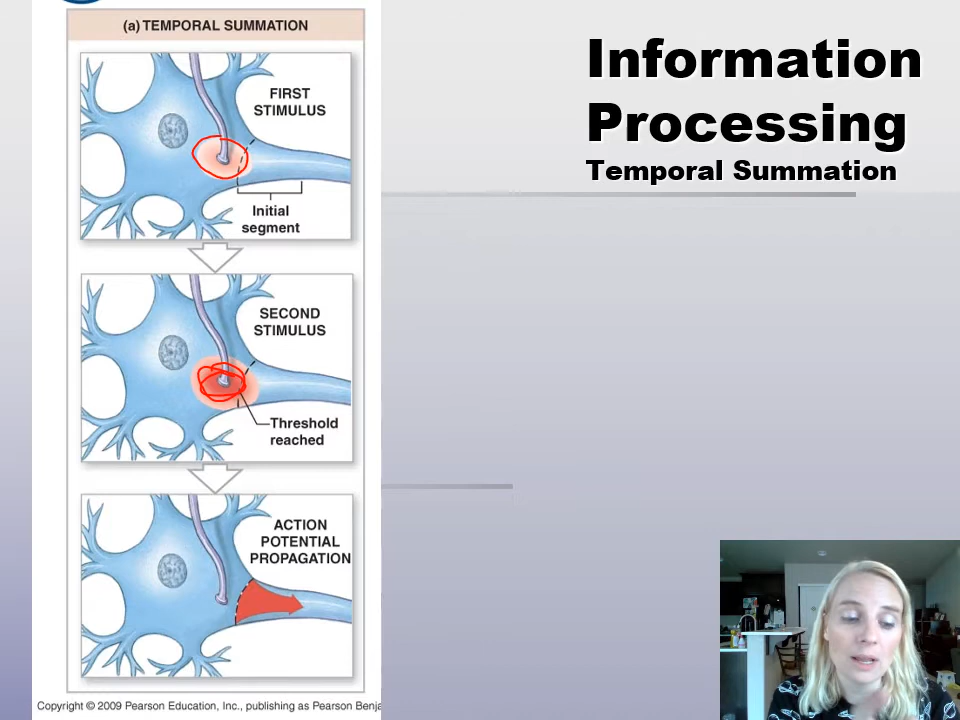 (a) TEMPORAL SUMMATION
FIRST
STIMULUS
Initial
segment
SECOND
STIMULUS
Threshold
reached
ACTION
POTENTIAL
PROPAGATION
Copyright © 2009 Pearson Education, Inc., publishing as Pearson Benja
Information
Processing
Temporal Summation